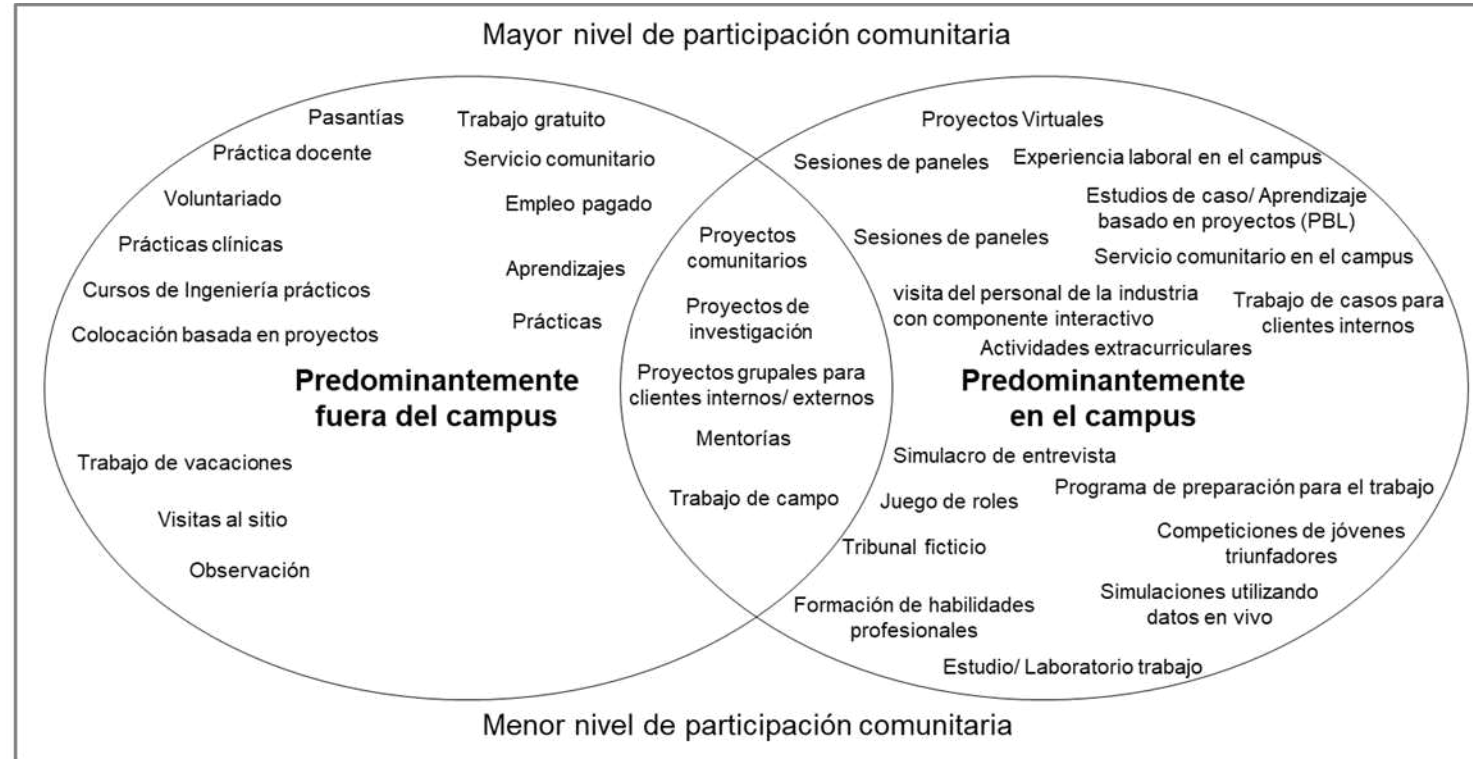 Mayor nivel de participación comunitaria
Pasantías
Trabajo gratuito
Práctica docente
Servicio comunitario
Voluntariado
Empleo pagado
Prácticas clínicas
Aprendizajes
Cursos de Ingeniería prácticos
Prácticas
Colocación basada en proyectos
Predominantemente
fuera del campus
Trabajo de vacaciones
Visitas al sitio
Observación
Proyectos
comunitarios
Proyectos de
investigación
Proyectos grupales para
clientes internos/ externos
Mentorías
Trabajo de campo
Proyectos Virtuales
Sesiones de paneles
Experiencia laboral en el campus
Estudios de caso/ Aprendizaje
basado en proyectos (PBL)
Sesiones de paneles
Servicio comunitario en el campus
visita del personal de la industria
con componente interactivo
Trabajo de casos para
clientes internos
Actividades extracurriculares
Predominantemente
en el campus
Simulacro de entrevista
Programa de preparación para el trabajo
Juego de roles
Competiciones de jóvenes
triunfadores
Tribunal ficticio
Simulaciones utilizando
datos en vivo
Formación de habilidades
profesionales
Estudio/ Laboratorio trabajo
Menor nivel de participación comunitaria